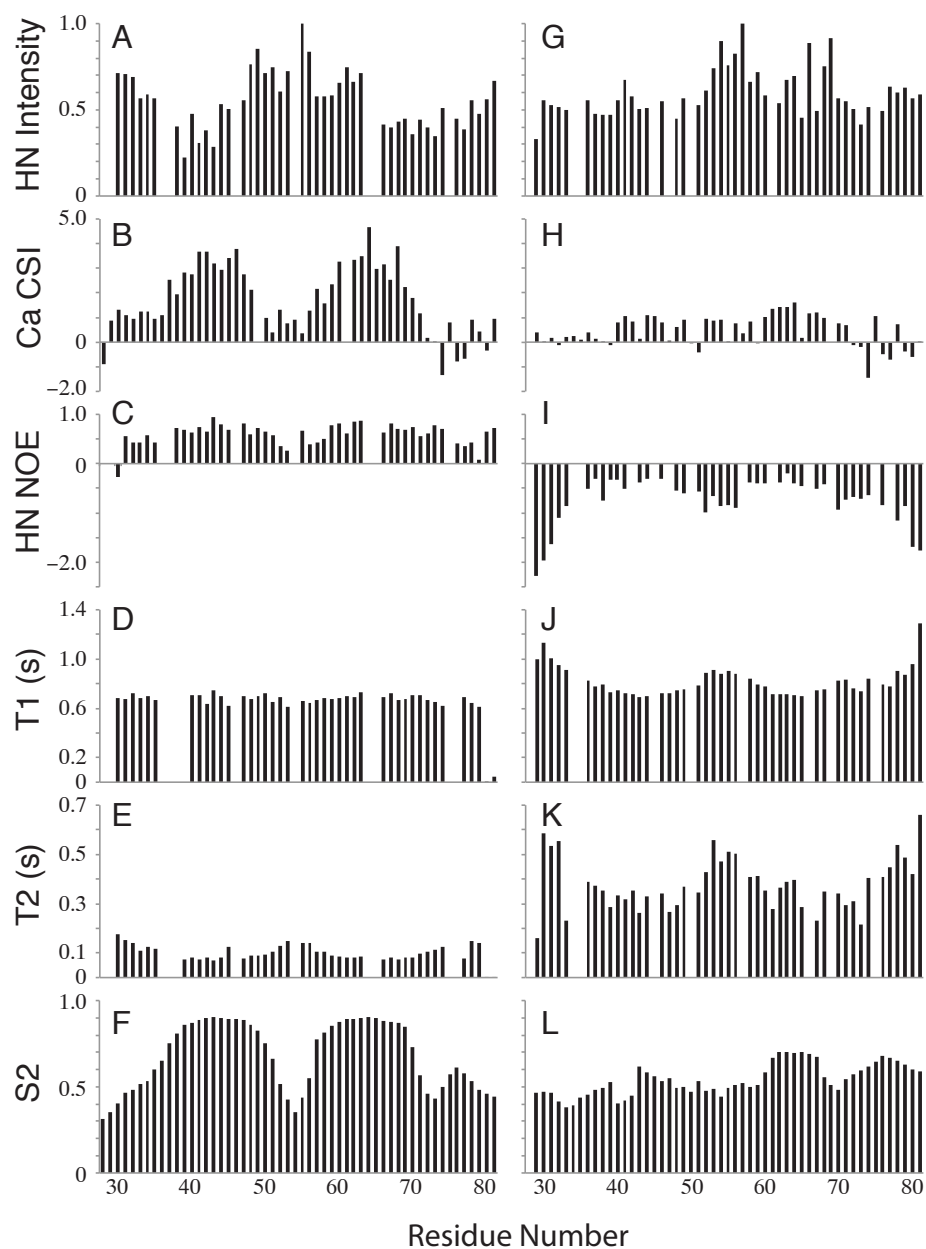 HN Intensity
1.0
0.5
0
A
G
Ca CSI
5.0
0
−2.0
B
H
HN NOE
1.0
0
−2.0
C
I
T1 (s)
1.4
1.0
0.6
0.2
0
D
J
T2 (s)
0.7
0.5
0.3
0.1
0
E
K
S2
1.0
0.5
0
F
L
30 40 50 60 70 80
30 40 50 60 70 80
Residue Number